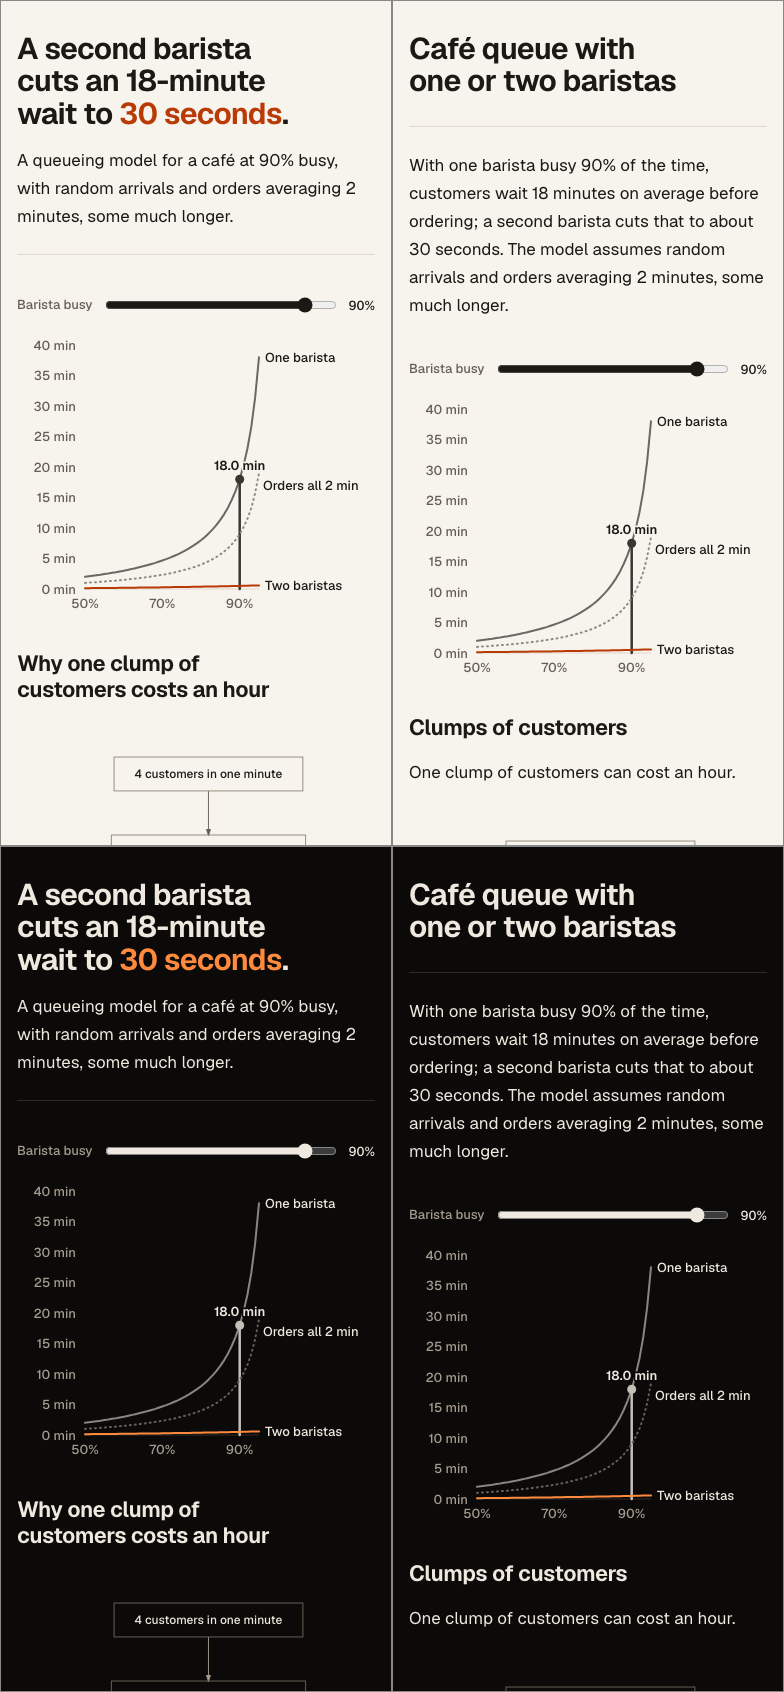 A second barista
cuts an 18-minute
wait to 30 seconds.
A queueing model for a café at 90% busy,
with random arrivals and orders averaging 2
minutes, some much longer.
Barista busy 90%
40 min
One barista
35 min
30 min
25 min
20 min
18.0 min
Orders all 2 min
15 min
10 min
5 min
Two baristas
0 min
50% 70% 90%
Why one clump of
customers costs an hour
4 customers in one minute
Café queue with
one or two baristas
With one barista busy 90% of the time,
customers wait 18 minutes on average before
ordering; a second barista cuts that to about
30 seconds. The model assumes random
arrivals and orders averaging 2 minutes, some
much longer.
Barista busy 90%
40 min
One barista
35 min
30 min
25 min
20 min
18.0 min
Orders all 2 min
15 min
10 min
5 min
Two baristas
0 min
50% 70% 90%
Clumps of customers
One clump of customers can cost an hour.
A second barista
cuts an 18-minute
wait to 30 seconds.
A queueing model for a café at 90% busy,
with random arrivals and orders averaging 2
minutes, some much longer.
Barista busy 90%
40 min
One barista
35 min
30 min
25 min
20 min
18.0 min
Orders all 2 min
15 min
10 min
5 min
Two baristas
0 min
50% 70% 90%
Why one clump of
customers costs an hour
4 customers in one minute
Café queue with
one or two baristas
With one barista busy 90% of the time,
customers wait 18 minutes on average before
ordering; a second barista cuts that to about
30 seconds. The model assumes random
arrivals and orders averaging 2 minutes, some
much longer.
Barista busy 90%
40 min
One barista
35 min
30 min
25 min
20 min
18.0 min
Orders all 2 min
15 min
10 min
5 min
Two baristas
0 min
50% 70% 90%
Clumps of customers
One clump of customers can cost an hour.